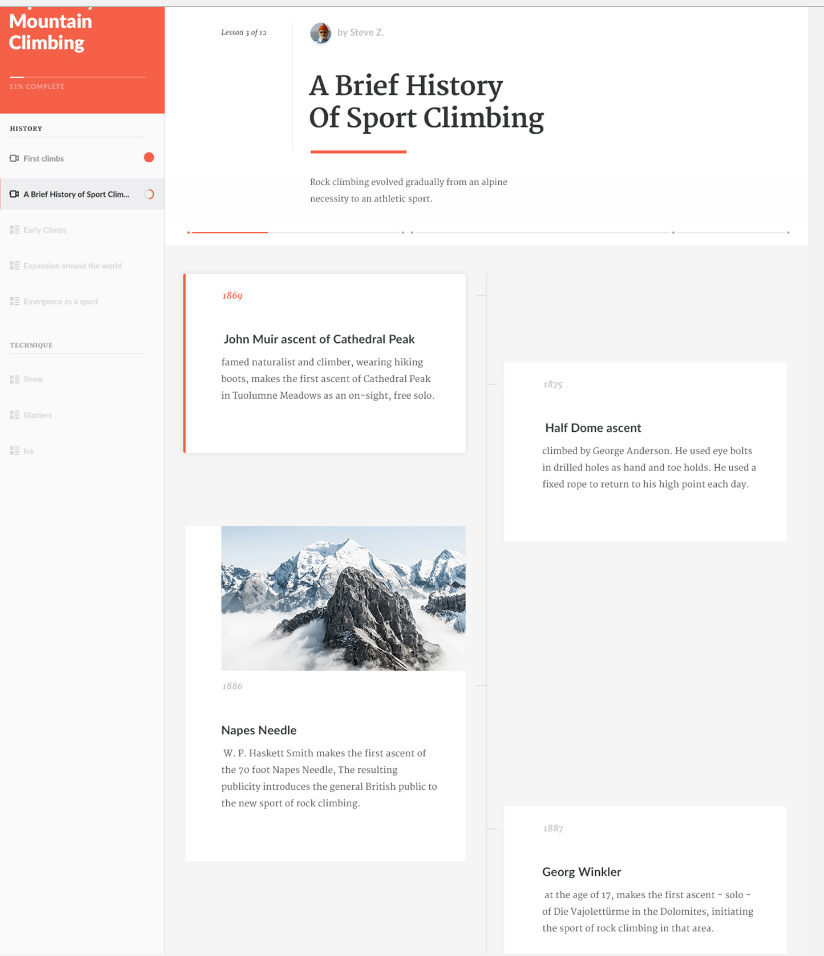 Mountain
Climbing
11% COMPLETE
HISTORY
First climbs
A Brief History of Sport Clim...
Early Climbs
Expansion around the world
Emergence as a sport
TECHNIQUE
Snow
Glaciers
Ice
Lesson 3 of 12
by Steve Z.
A Brief History
Of Sport Climbing
Rock climbing evolved gradually from an alpine
necessity to an athletic sport.
1869
John Muir ascent of Cathedral Peak
famed naturalist and climber, wearing hiking
boots, makes the first ascent of Cathedral Peak
in Tuolumne Meadows as an on-sight, free solo.
1875
Half Dome ascent
climbed by George Anderson. He used eye bolts
in drilled holes as hand and toe holds. He used a
fixed rope to return to his high point each day.
1886
Napes Needle
W. P. Haskett Smith makes the first ascent of
the 70 foot Napes Needle, The resulting
publicity introduces the general British public to
the new sport of rock climbing.
1887
Georg Winkler
at the age of 17, makes the first ascent – solo –
of Die Vajolettürme in the Dolomites, initiating
the sport of rock climbing in that area.